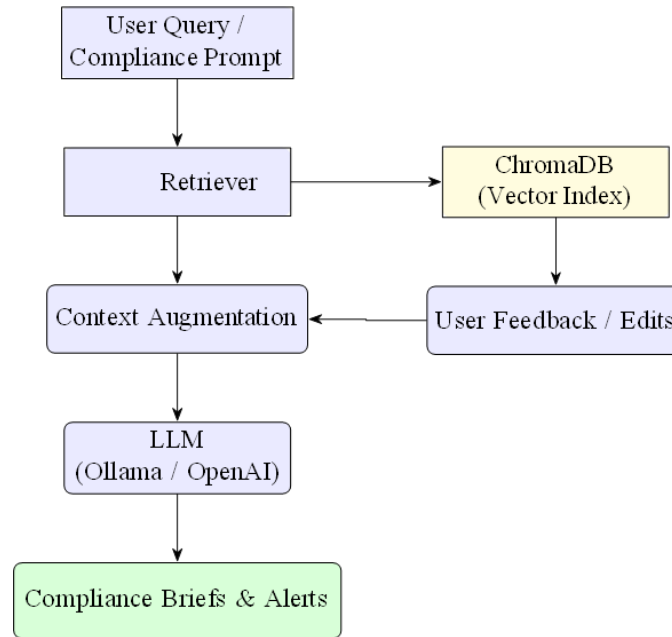 User Query /
Compliance Prompt
Retriever
ChromaDB
(Vector Index)
Context Augmentation
User Feedback / Edits
LLM
(Ollama / OpenAI)
Compliance Briefs & Alerts